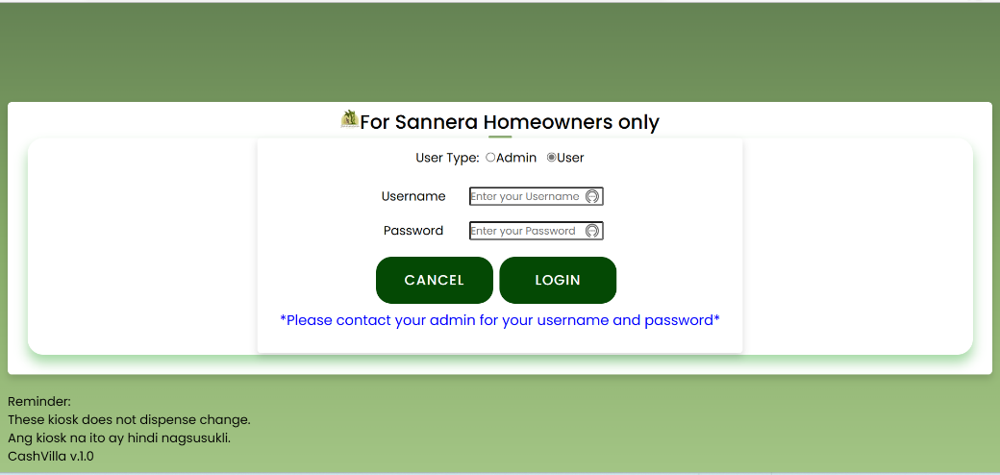 For Sannera Homeowners only
User Type: Admin User
Username Enter your Username
Password Enter your Password
CANCEL LOGIN
*Please contact your admin for your username and password*
Reminder:
These kiosk does not dispense change.
Ang kiosk na ito ay hindi nagsusukli.
CashVilla v.1.0